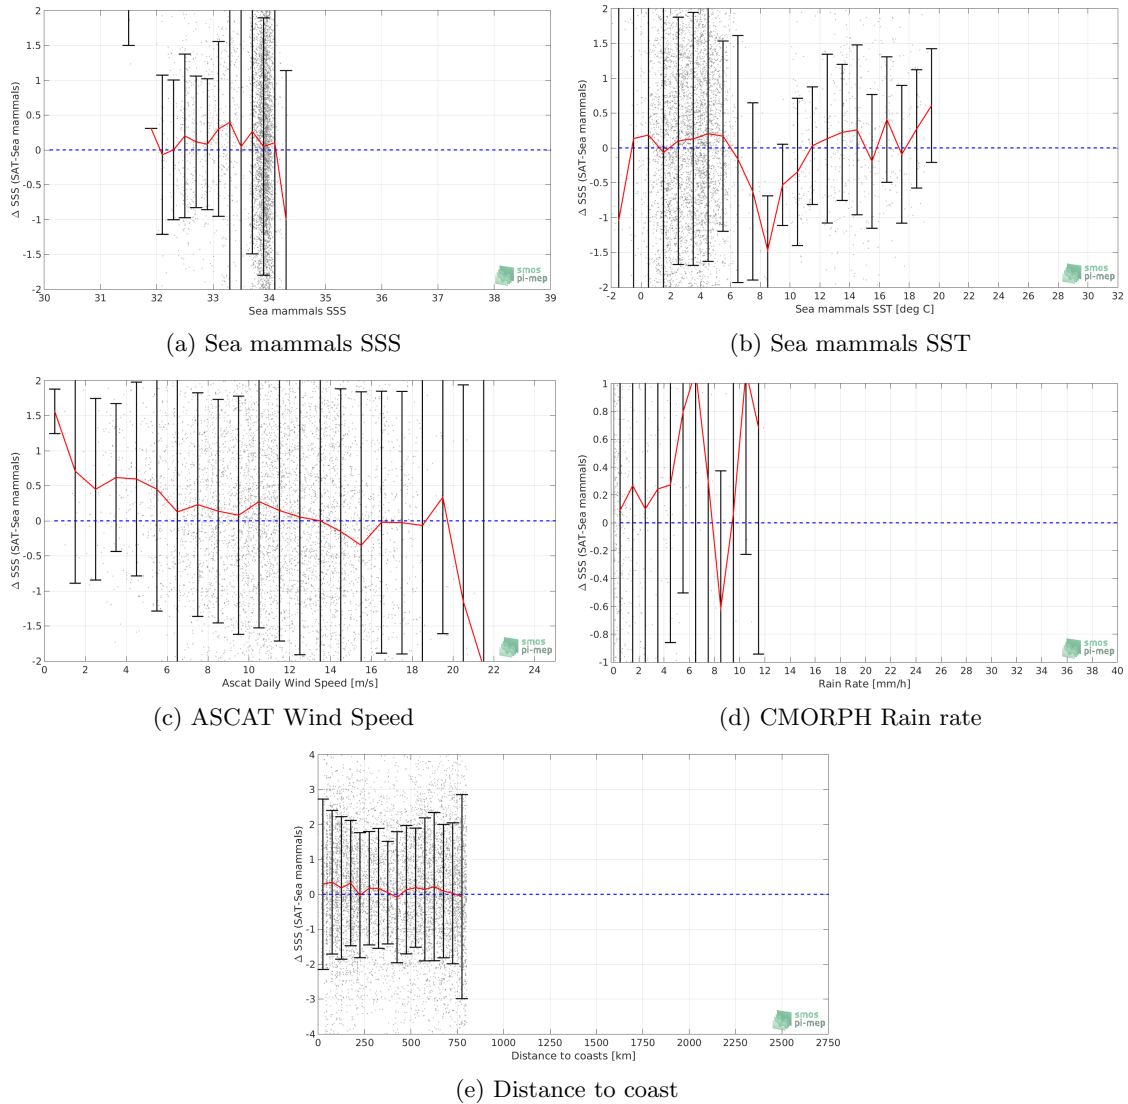 2
1.5
1
0.5
0
-0.5
-1
-1.5
-2
Δ SSS (SAT-Sea mammals)
30 31 32 33 34 35 36 37 38 39
Sea mammals SSS
smos
pi-mep
(a) Sea mammals SSS
2
1.5
1
0.5
0
-0.5
-1
-1.5
-2
Δ SSS (SAT-Sea mammals)
-2 0 2 4 6 8 10 12 14 16 18 20 22 24 26 28 30 32
Sea mammals SST [deg C]
smos
pi-mep
(b) Sea mammals SST
2
1.5
1
0.5
0
-0.5
-1
-1.5
-2
Δ SSS (SAT-Sea mammals)
0 2 4 6 8 10 12 14 16 18 20 22 24
Ascat Daily Wind Speed [m/s]
smos
pi-mep
(c) ASCAT Wind Speed
1
0.8
0.6
0.4
0.2
0
-0.2
-0.4
-0.6
-0.8
-1
Δ SSS (SAT-Sea mammals)
0 2 4 6 8 10 12 14 16 18 20 22 24 26 28 30 32 34 36 38 40
Rain Rate [mm/h]
smos
pi-mep
(d) CMORPH Rain rate
4
3
2
1
0
-1
-2
-3
-4
Δ SSS (SAT-Sea mammals)
0 250 500 750 1000 1250 1500 1750 2000 2250 2500 2750
Distance to coasts [km]
smos
pi-mep
(e) Distance to coast